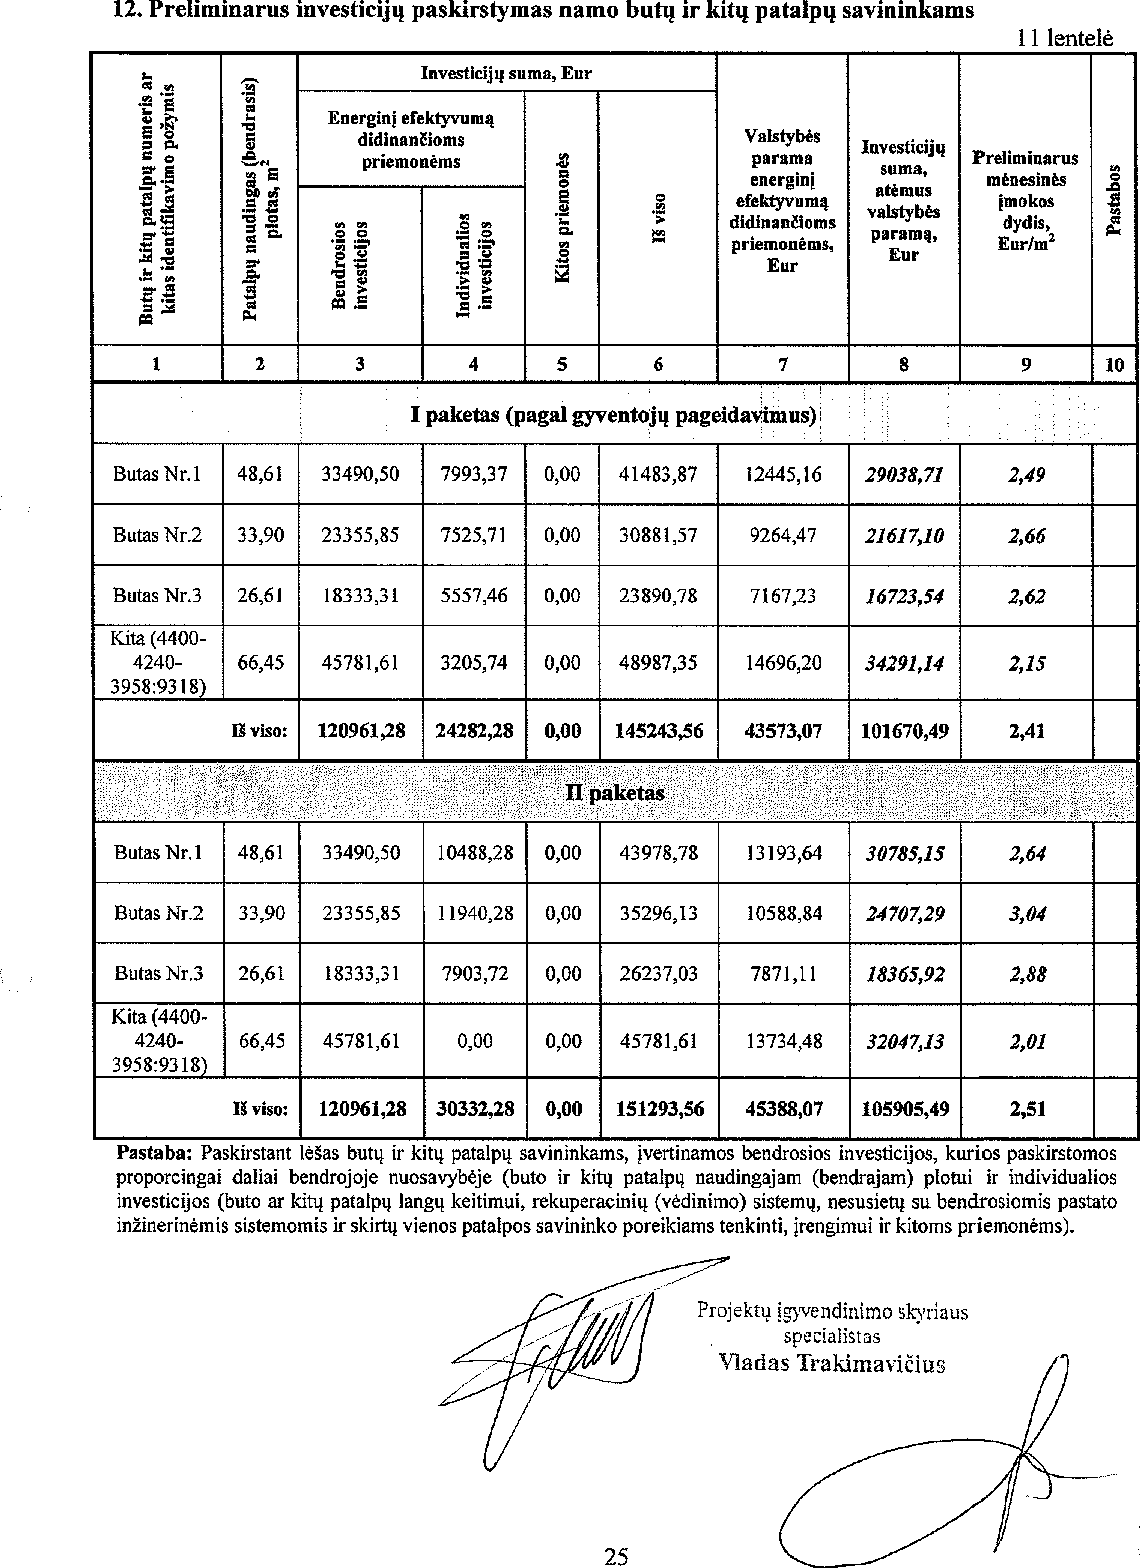 12. Preliminarus investicijų paskirstymas namo butų ir kitų patalpų savininkams
11 lentelė
Butų ir kitų patalpų numeris ar kitas identifikavimo požymis
Patalpų naudingas (bendrasis) plotas, m²
Investicijų suma, Eur
Energinį efektyvumą didinančioms priemonėms
Bendrosios investicijos
Individualios investicijos
Kitos priemonės
Iš viso
Valstybės parama energinį efektyvumą didinančioms priemonėms, Eur
Investicijų suma, atėmus valstybės paramą, Eur
Preliminarus mėnesinės įmokos dydis, Eur/m²
Pastabos
1 2 3 4 5 6 7 8 9 10
I paketas (pagal gyventojų pageidavimus)
Butas Nr.1 48,61 33490,50 7993,37 0,00 41483,87 12445,16 29038,71 2,49
Butas Nr.2 33,90 23355,85 7525,71 0,00 30881,57 9264,47 21617,10 2,66
Butas Nr.3 26,61 18333,31 5557,46 0,00 23890,78 7167,23 16723,54 2,62
Kita (4400-
4240- 66,45 45781,61 3205,74 0,00 48987,35 14696,20 34291,14 2,15
3958:9318)
Iš viso: 120961,28 24282,28 0,00 145243,56 43573,07 101670,49 2,41
II paketas
Butas Nr.1 48,61 33490,50 10488,28 0,00 43978,78 13193,64 30785,15 2,64
Butas Nr.2 33,90 23355,85 11940,28 0,00 35296,13 10588,84 24707,29 3,04
Butas Nr.3 26,61 18333,31 7903,72 0,00 26237,03 7871,11 18365,92 2,88
Kita (4400-
4240- 66,45 45781,61 0,00 0,00 45781,61 13734,48 32047,13 2,01
3958:9318)
Iš viso: 120961,28 30332,28 0,00 151293,56 45388,07 105905,49 2,51
Pastaba: Paskirstant lėšas butų ir kitų patalpų savininkams, įvertinamos bendrosios investicijos, kurios paskirstomos
proporcingai daliai bendrojoje nuosavybėje (buto ir kitų patalpų naudingajam (bendrajam) plotui ir individualios
investicijos (buto ar kitų patalpų langų keitimui, rekuperacinių (vėdinimo) sistemų, nesusietų su bendrosiomis pastato
inžinerinėmis sistemomis ir skirtų vienos patalpos savininko poreikiams tenkinti, įrengimui ir kitoms priemonėms).
Projektų įgyvendinimo skyriaus
specialistas
Vladas Trakimavičius
25